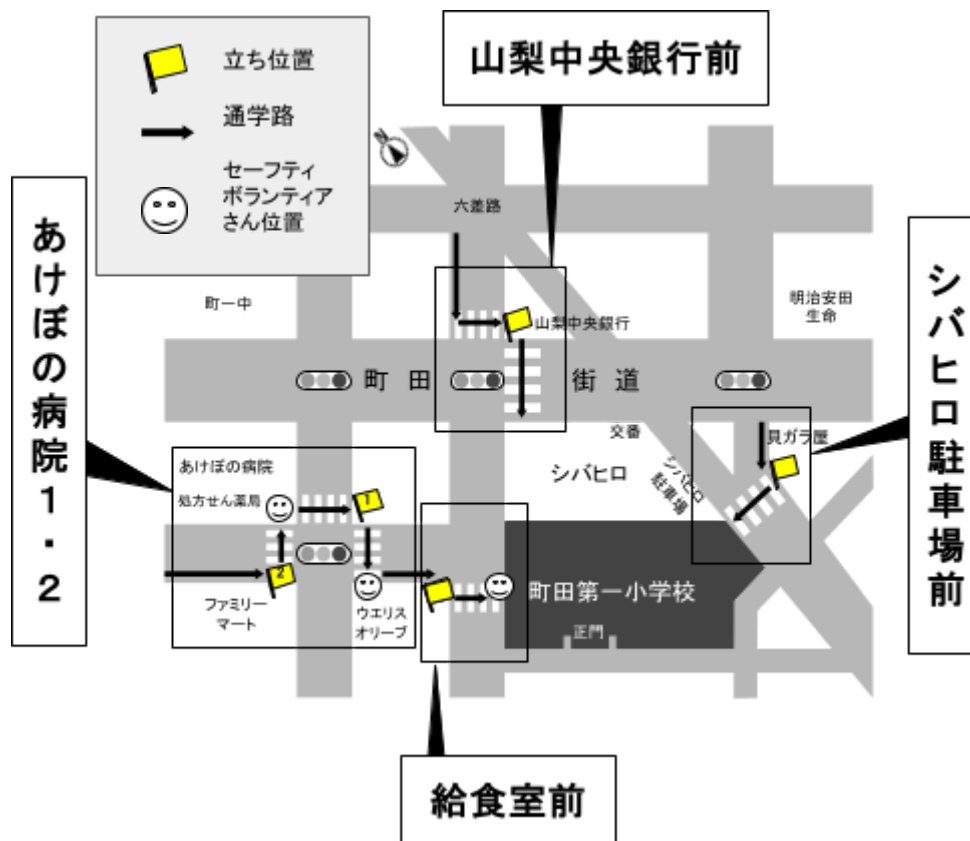 立ち位置
通学路
セーフティ
ボランティア
さん位置
山梨中央銀行前
N
六差路
あけぼの病院1・2
シバヒロ駐車場前
町一中
山梨中央銀行
明治安田
生命
町田
街道
交番
貝ガラ屋
あけぼの病院
処方せん薬局
1
シバヒロ
シバヒロ
駐車場
2
ファミリー
マート
ウエリス
オリーブ
町田第一小学校
正門
給食室前